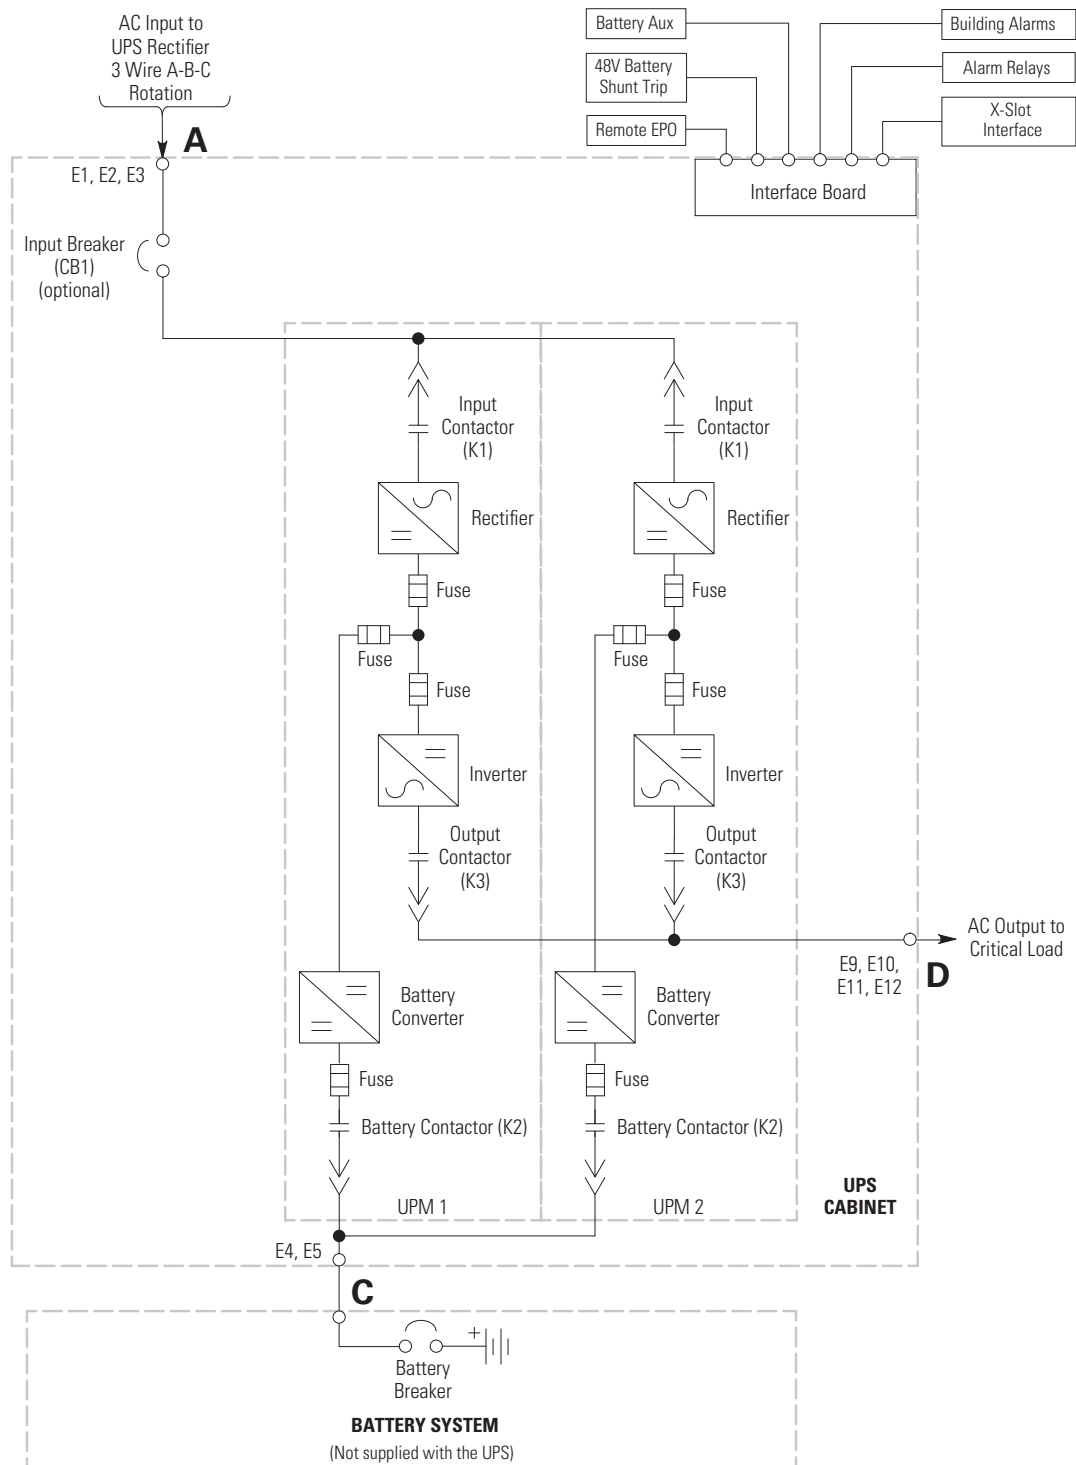 AC Input to
UPS Rectifier
3 Wire A-B-C
Rotation
A
E1, E2, E3
Input Breaker
(CB1)
(optional)
Battery Aux
48V Battery
Shunt Trip
Remote EPO
Building Alarms
Alarm Relays
X-Slot
Interface
Interface Board
Input
Contactor
(K1)
Rectifier
Fuse
Fuse
Fuse
Inverter
Output
Contactor
(K3)
Battery
Converter
Fuse
Battery Contactor (K2)
UPM 1
Input
Contactor
(K1)
Rectifier
Fuse
Fuse
Fuse
Inverter
Output
Contactor
(K3)
Battery
Converter
Fuse
Battery Contactor (K2)
UPM 2
AC Output to
Critical Load
E9, E10,
E11, E12
D
UPS
CABINET
E4, E5
C
+
Battery
Breaker
BATTERY SYSTEM
(Not supplied with the UPS)